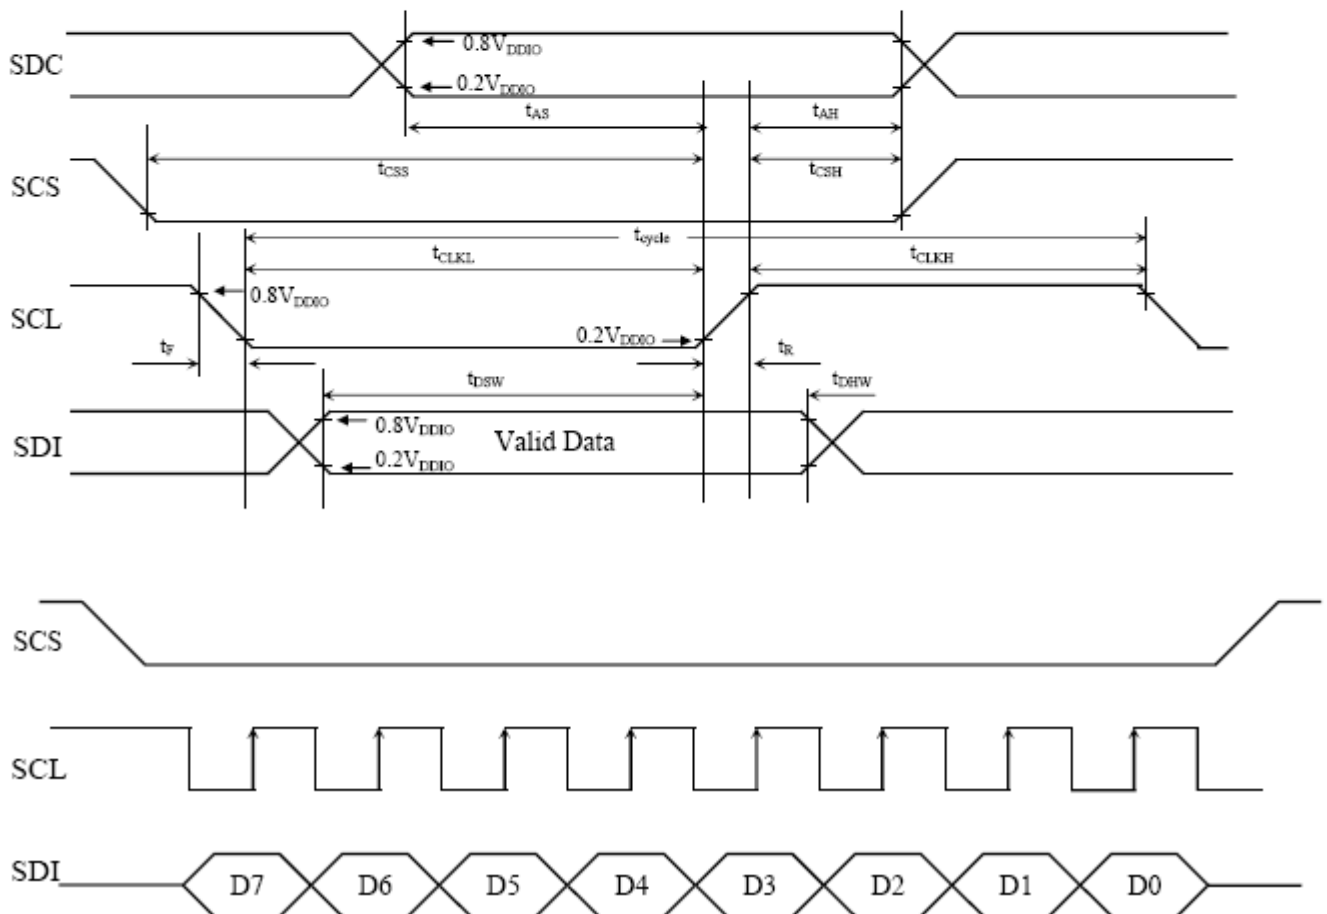 SDC
0.8VDDIO
0.2VDDIO
tAS
tAH
SCS
tCSS
tCSH
tcycle
tCLKL
tCLKH
SCL
0.8VDDIO
0.2VDDIO
tF
tR
tDSW
tDHW
SDI
0.8VDDIO
Valid Data
0.2VDDIO
SCS
SCL
SDI
D7 D6 D5 D4 D3 D2 D1 D0